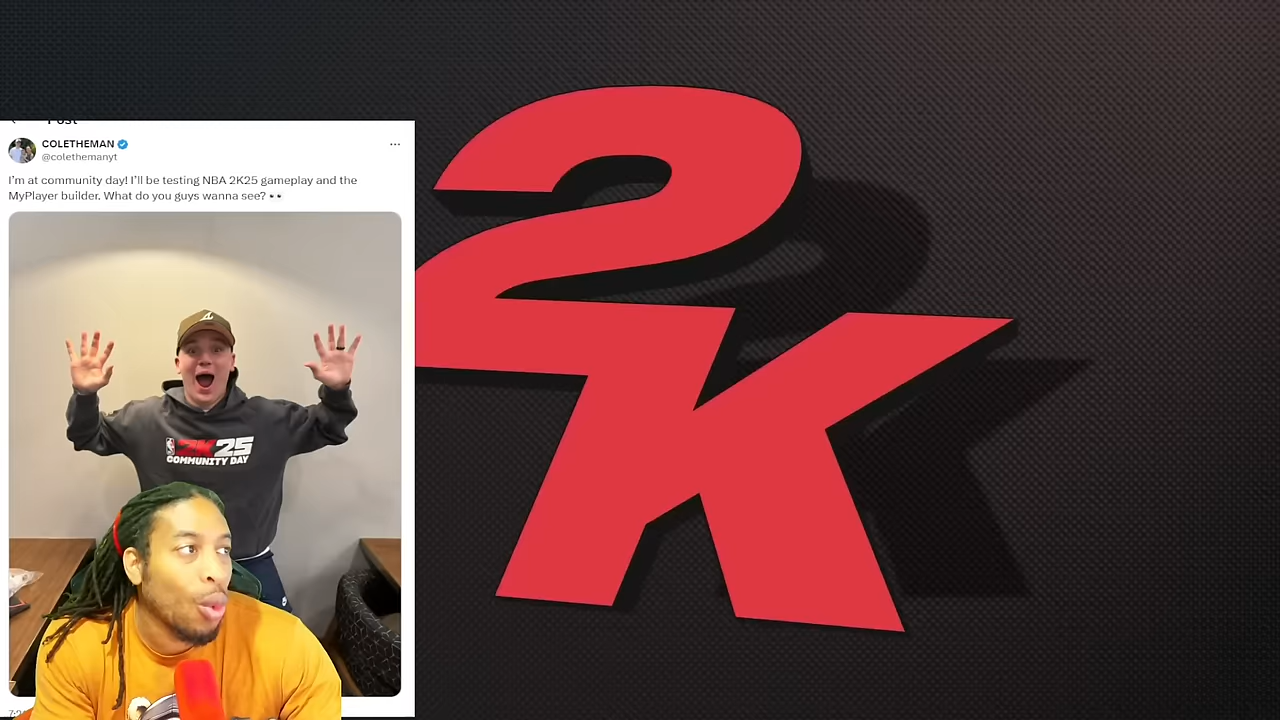 Post
COLETHEMAN
@colethemanyt
I'm at community day! I'll be testing NBA 2K25 gameplay and the
MyPlayer builder. What do you guys wanna see? 👀
2K25
COMMUNITY DAY
2K